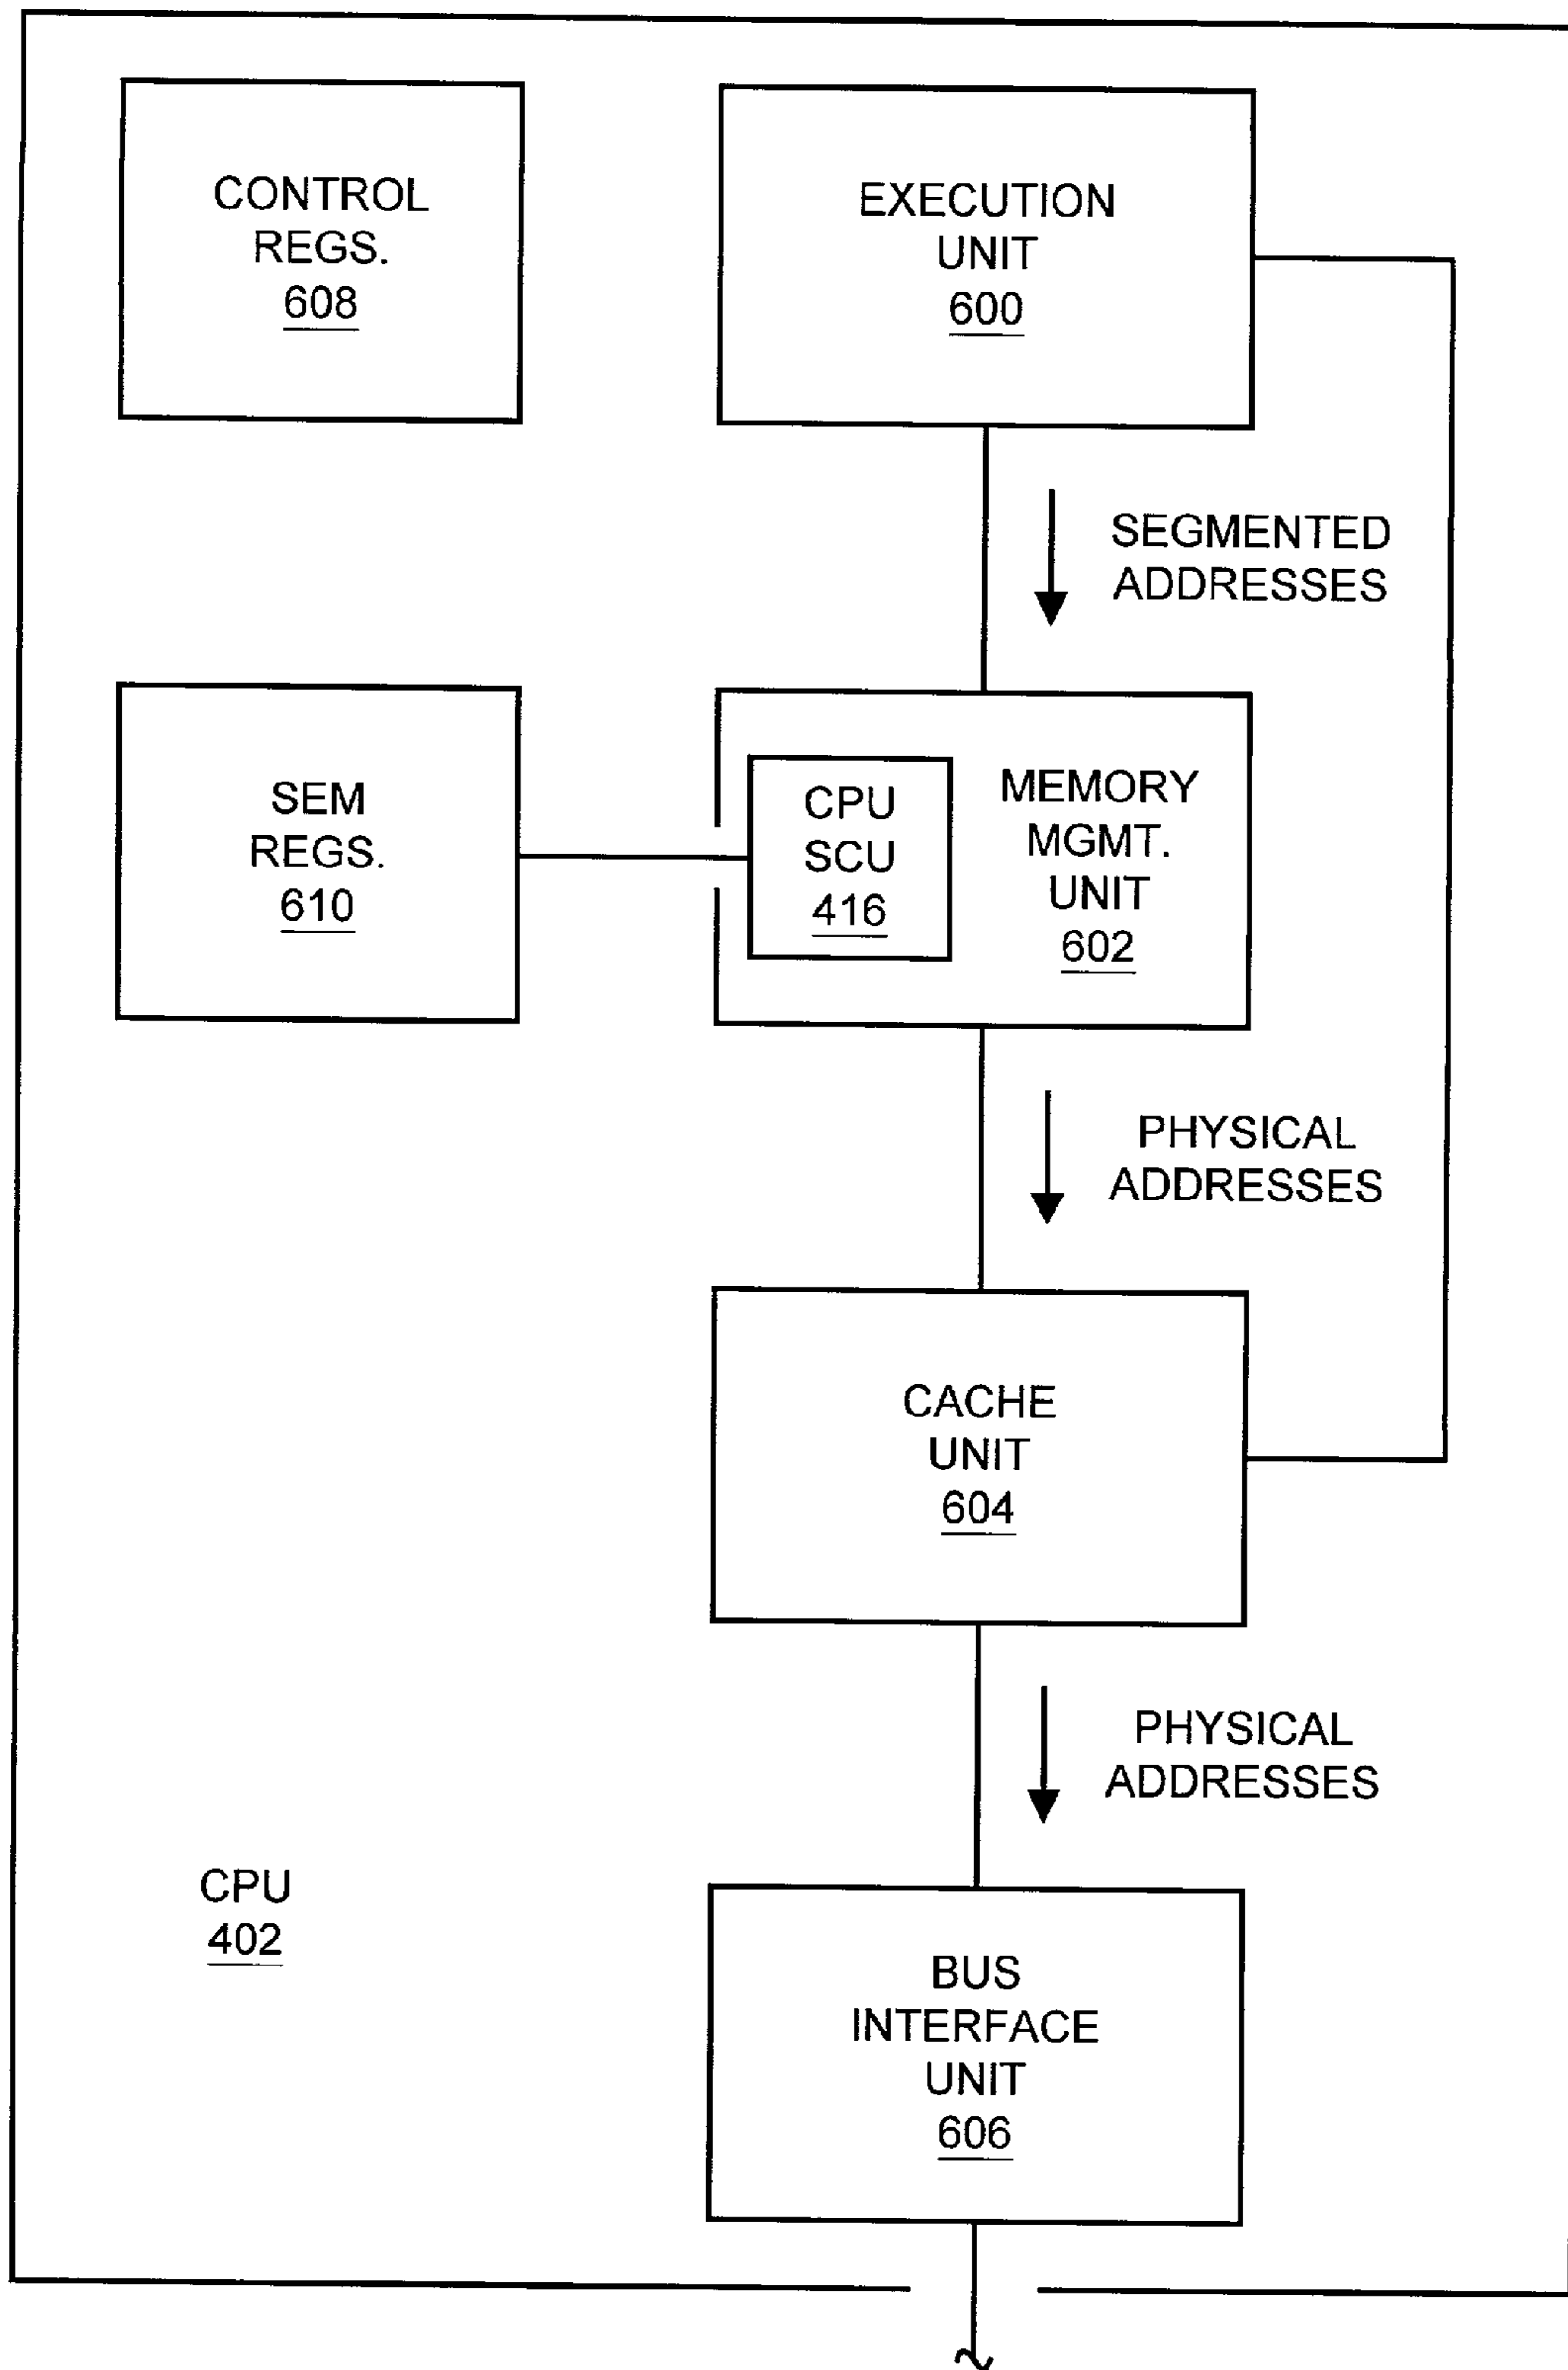 CONTROL
REGS.
608
EXECUTION
UNIT
600
SEGMENTED
ADDRESSES
SEM
REGS.
610
CPU
SCU
416
MEMORY
MGMT.
UNIT
602
PHYSICAL
ADDRESSES
CACHE
UNIT
604
PHYSICAL
ADDRESSES
CPU
402
BUS
INTERFACE
UNIT
606